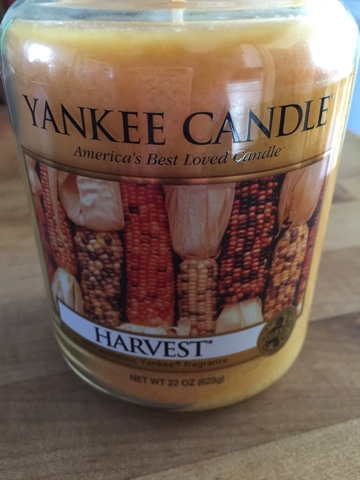 YANKEE CANDLE
America's Best Loved Candle
HARVEST®
Yankee® fragrance
NET WT 22 OZ (623g)